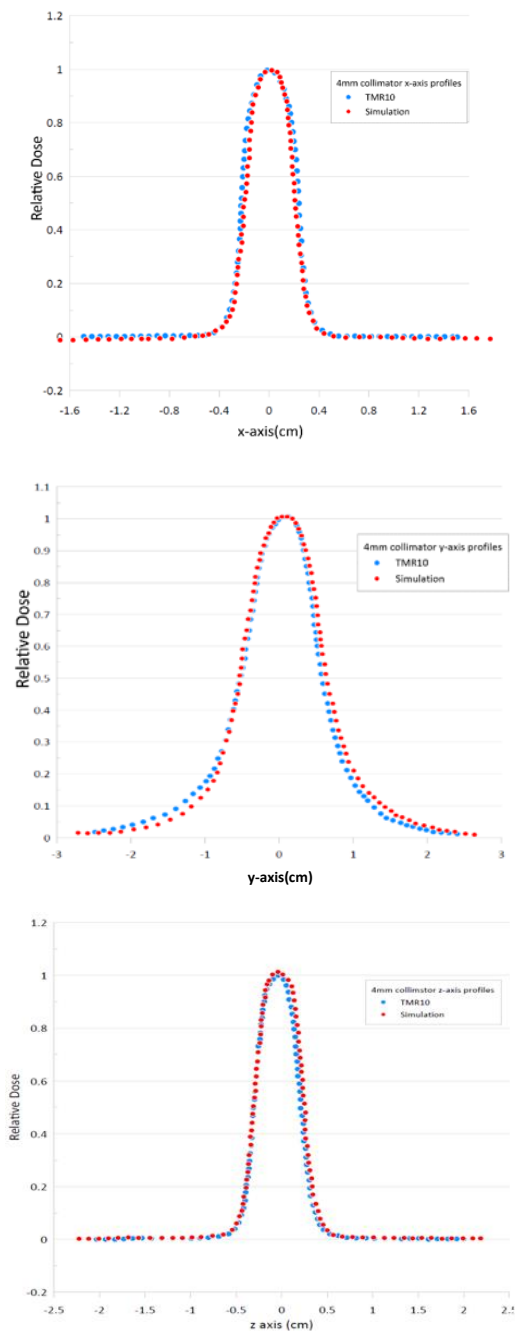 1.2
1
0.8
0.6
0.4
0.2
0
-0.2
Relative Dose
4mm collimator x-axis profiles
TMR10
Simulation
-1.6 -1.2 -0.8 -0.4 0 0.4 0.8 1.2 1.6
x-axis(cm)
1.1
1
0.9
0.8
0.7
0.6
0.5
0.4
0.3
0.2
0.1
0
Relative Dose
4mm collimator y-axis profiles
TMR10
Simulation
-3 -2 -1 0 1 2 3
y-axis(cm)
1.2
1
0.8
0.6
0.4
0.2
0
-0.2
Relative Dose
4mm collimstor z-axis profiles
TMR10
Simulation
-2.5 -2 -1.5 -1 -0.5 0 0.5 1 1.5 2 2.5
z axis (cm)